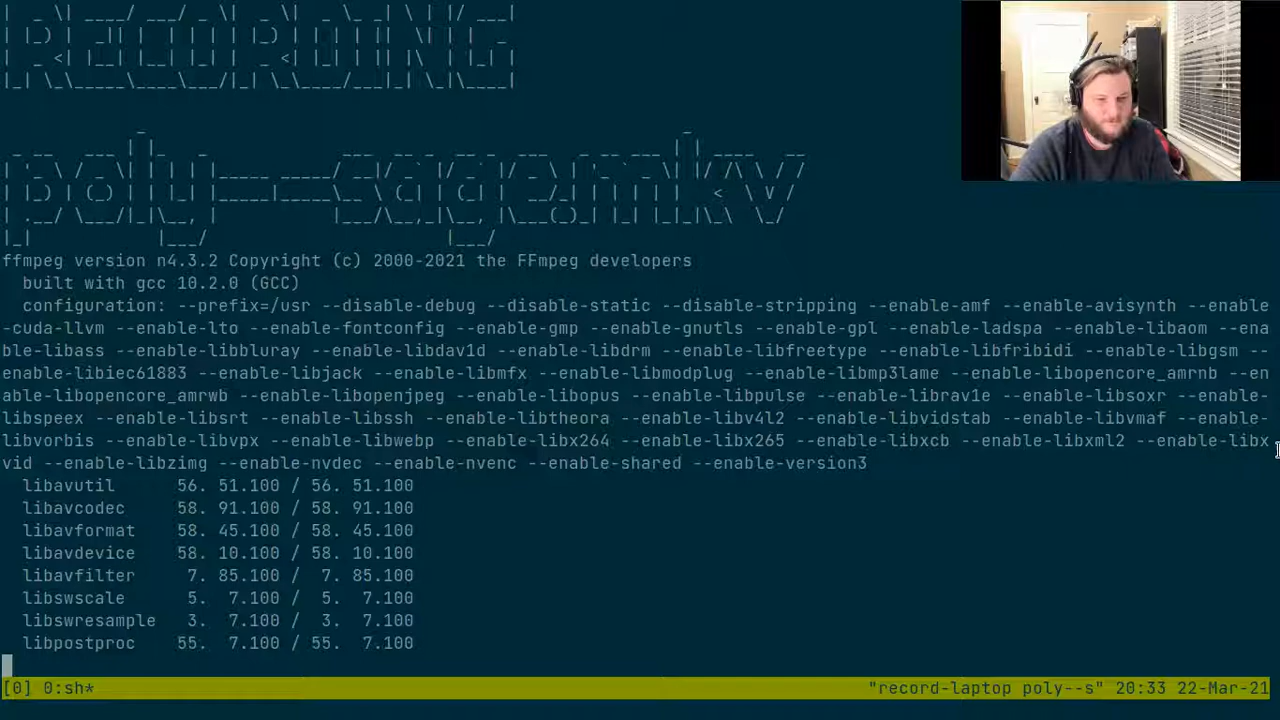 RECORDING
poly--sage.mkv
ffmpeg version n4.3.2 Copyright (c) 2000-2021 the FFmpeg developers
built with gcc 10.2.0 (GCC)
configuration: --prefix=/usr --disable-debug --disable-static --disable-stripping --enable-amf --enable-avisynth --enable
-cuda-llvm --enable-lto --enable-fontconfig --enable-gmp --enable-gnutls --enable-gpl --enable-ladspa --enable-libaom --ena
ble-libass --enable-libbluray --enable-libdav1d --enable-libdrm --enable-libfreetype --enable-libfribidi --enable-libgsm --
enable-libiec61883 --enable-libjack --enable-libmfx --enable-libmodplug --enable-libmp3lame --enable-libopencore_amrnb --en
able-libopencore_amrwb --enable-libopenjpeg --enable-libopus --enable-libpulse --enable-librav1e --enable-libsoxr --enable-
libspeex --enable-libsrt --enable-libssh --enable-libtheora --enable-libv4l2 --enable-libvidstab --enable-libvmaf --enable-
libvorbis --enable-libvpx --enable-libwebp --enable-libx264 --enable-libx265 --enable-libxcb --enable-libxml2 --enable-libx
vid --enable-libzimg --enable-nvdec --enable-nvenc --enable-shared --enable-version3
libavutil 56. 51.100 / 56. 51.100
libavcodec 58. 91.100 / 58. 91.100
libavformat 58. 45.100 / 58. 45.100
libavdevice 58. 10.100 / 58. 10.100
libavfilter 7. 85.100 / 7. 85.100
libswscale 5. 7.100 / 5. 7.100
libswresample 3. 7.100 / 3. 7.100
libpostproc 55. 7.100 / 55. 7.100
[0] 0:sh* "record-laptop poly--s" 20:33 22-Mar-21